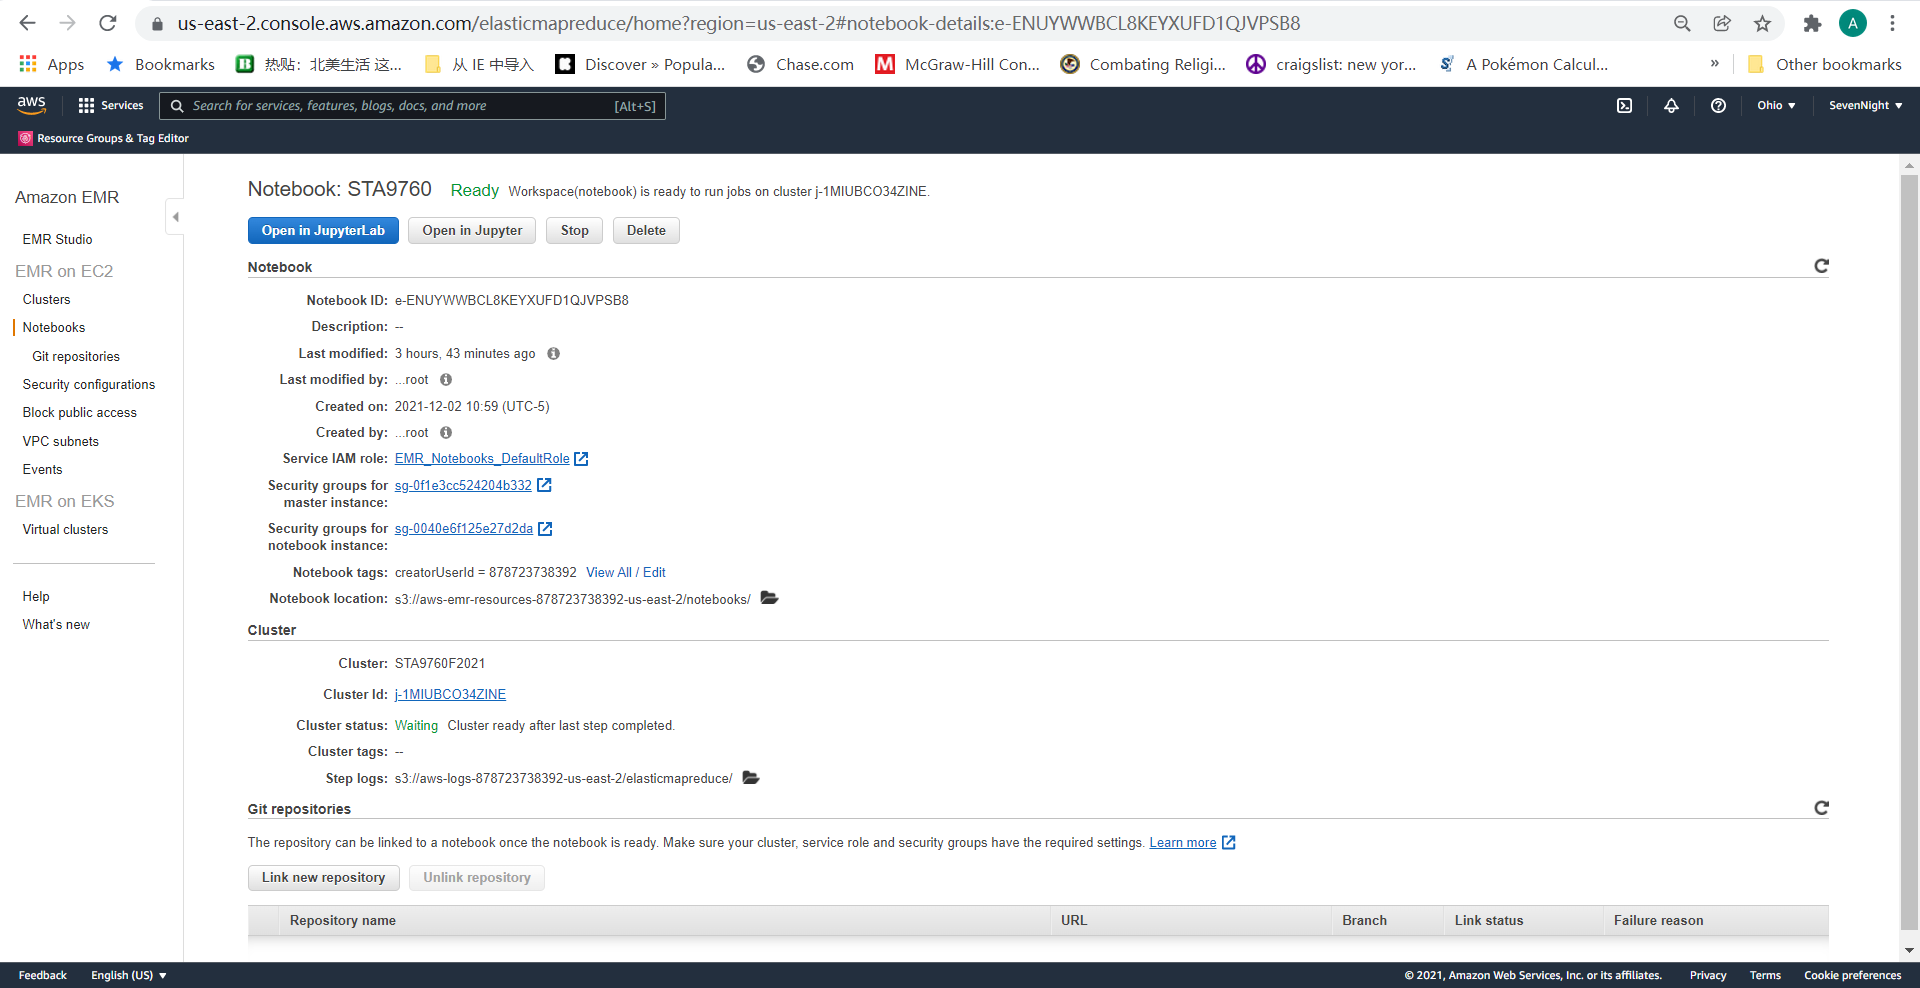 us-east-2.console.aws.amazon.com/elasticmapreduce/home?region=us-east-2#notebook-details:e-ENUYWWBCL8KEYXUFD1QJVPSB8
A
Apps Bookmarks B 热贴：北美生活 这... 从 IE 中导入 K Discover » Popula... Chase.com M McGraw-Hill Con... Combating Religi... craigslist: new yor... A Pokémon Calcul... » Other bookmarks
aws Services Search for services, features, blogs, docs, and more [Alt+S] Ohio SevenNight
Resource Groups & Tag Editor
Amazon EMR
EMR Studio
EMR on EC2
Clusters
Notebooks
Git repositories
Security configurations
Block public access
VPC subnets
Events
EMR on EKS
Virtual clusters
Help
What's new
Notebook: STA9760 Ready Workspace(notebook) is ready to run jobs on cluster j-1MIUBCO34ZINE.
Open in JupyterLab Open in Jupyter Stop Delete
Notebook
Notebook ID: e-ENUYWWBCL8KEYXUFD1QJVPSB8
Description: --
Last modified: 3 hours, 43 minutes ago
Last modified by: ...root
Created on: 2021-12-02 10:59 (UTC-5)
Created by: ...root
Service IAM role: EMR_Notebooks_DefaultRole
Security groups for master instance: sg-0f1e3cc524204b332
Security groups for notebook instance: sg-0040e6f125e27d2da
Notebook tags: creatorUserId = 878723738392 View All / Edit
Notebook location: s3://aws-emr-resources-878723738392-us-east-2/notebooks/
Cluster
Cluster: STA9760F2021
Cluster Id: j-1MIUBCO34ZINE
Cluster status: Waiting Cluster ready after last step completed.
Cluster tags: --
Step logs: s3://aws-logs-878723738392-us-east-2/elasticmapreduce/
Git repositories
The repository can be linked to a notebook once the notebook is ready. Make sure your cluster, service role and security groups have the required settings. Learn more
Link new repository Unlink repository
Repository name URL Branch Link status Failure reason
Feedback English (US) © 2021, Amazon Web Services, Inc. or its affiliates. Privacy Terms Cookie preferences